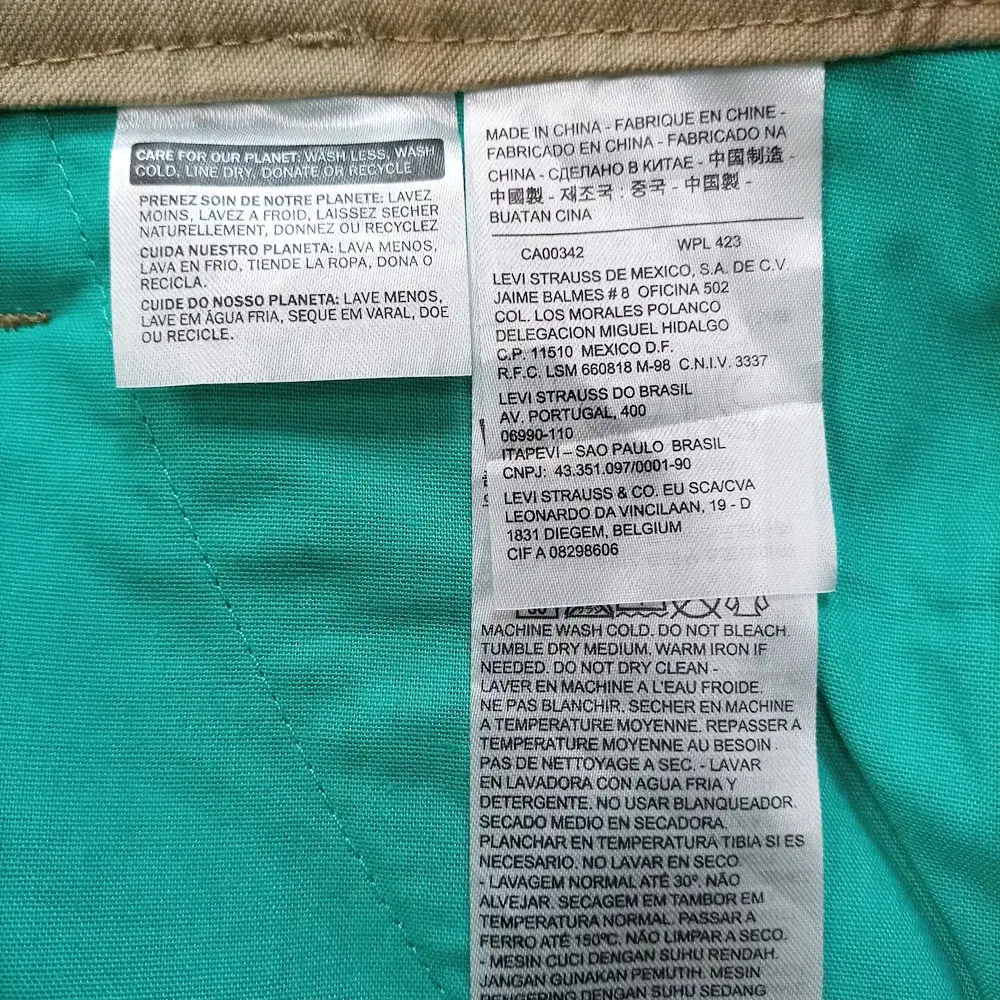 CARE FOR OUR PLANET: WASH LESS, WASH
COLD, LINE DRY, DONATE OR RECYCLE
PRENEZ SOIN DE NOTRE PLANETE: LAVEZ
MOINS, LAVEZ A FROID, LAISSEZ SECHER
NATURELLEMENT, DONNEZ OU RECYCLEZ
CUIDA NUESTRO PLANETA: LAVA MENOS,
LAVA EN FRIO, TIENDE LA ROPA, DONA O
RECICLA.
CUIDE DO NOSSO PLANETA: LAVE MENOS,
LAVE EM ÁGUA FRIA, SEQUE EM VARAL, DOE
OU RECICLE.
MADE IN CHINA - FABRIQUE EN CHINE -
FABRICADO EN CHINA - FABRICADO NA
CHINA - СДЕЛАНО В КИТАЕ - 中国制造 -
中國製 - 제조국 : 중국 - 中国製 -
BUATAN CINA
CA00342 WPL 423
LEVI STRAUSS DE MEXICO, S.A. DE C.V.
JAIME BALMES # 8 OFICINA 502
COL. LOS MORALES POLANCO
DELEGACION MIGUEL HIDALGO
C.P. 11510 MEXICO D.F.
R.F.C. LSM 660818 M-98 C.N.I.V. 3337
LEVI STRAUSS DO BRASIL
AV. PORTUGAL, 400
06990-110
ITAPEVI – SAO PAULO BRASIL
CNPJ: 43.351.097/0001-90
LEVI STRAUSS & CO. EU SCA/CVA
LEONARDO DA VINCILAAN, 19 - D
1831 DIEGEM, BELGIUM
CIF A 08298606
MACHINE WASH COLD. DO NOT BLEACH.
TUMBLE DRY MEDIUM. WARM IRON IF
NEEDED. DO NOT DRY CLEAN -
LAVER EN MACHINE A L'EAU FROIDE.
NE PAS BLANCHIR. SECHER EN MACHINE
A TEMPERATURE MOYENNE. REPASSER A
TEMPERATURE MOYENNE AU BESOIN.
PAS DE NETTOYAGE A SEC. - LAVAR
EN LAVADORA CON AGUA FRIA Y
DETERGENTE. NO USAR BLANQUEADOR.
SECADO MEDIO EN SECADORA.
PLANCHAR EN TEMPERATURA TIBIA SI ES
NECESARIO. NO LAVAR EN SECO
- LAVAGEM NORMAL ATÉ 30º. NÃO
ALVEJAR. SECAGEM EM TAMBOR EM
TEMPERATURA NORMAL. PASSAR A
FERRO ATÉ 150ºC. NÃO LIMPAR A SECO.
- MESIN CUCI DENGAN SUHU RENDAH.
JANGAN GUNAKAN PEMUTIH. MESIN
PENGERING DENGAN SUHU SEDANG